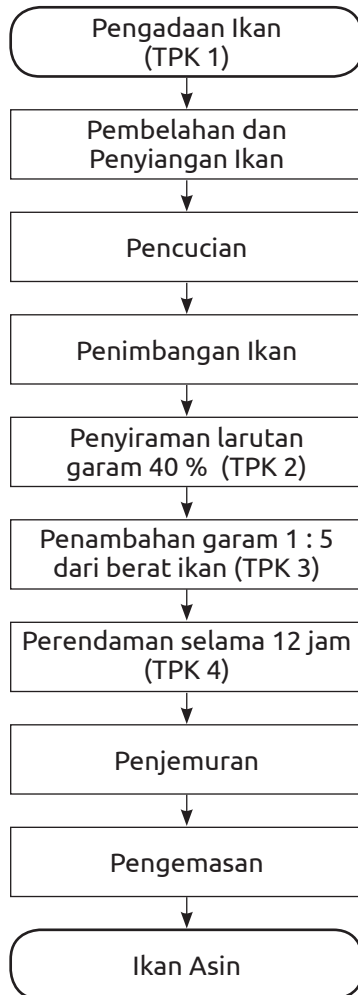 Pengadaan Ikan
(TPK 1)
Pembelahan dan
Penyiangan Ikan
Pencucian
Penimbangan Ikan
Penyiraman larutan
garam 40 % (TPK 2)
Penambahan garam 1 : 5
dari berat ikan (TPK 3)
Perendaman selama 12 jam
(TPK 4)
Penjemuran
Pengemasan
Ikan Asin